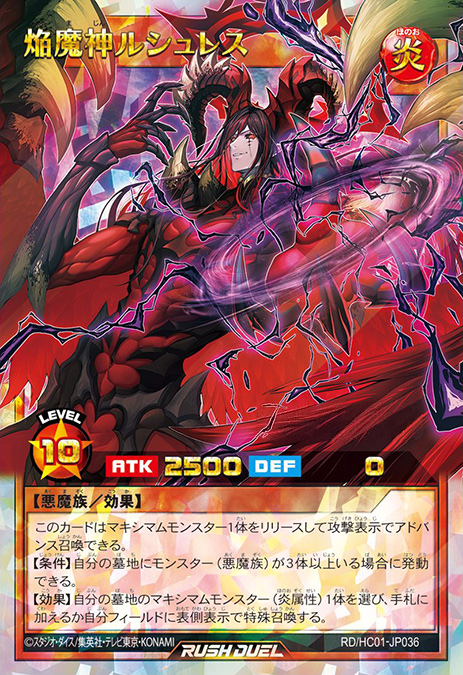 焔魔神ルシュレス
炎
ほのお
LEVEL
10
ATK 2500 DEF 0
【悪魔族／効果】
このカードはマキシマムモンスター1体をリリースして攻撃表示でアドバ
ンス召喚できる。
【条件】自分の墓地にモンスター（悪魔族）が3体以上いる場合に発動
できる。
【効果】自分の墓地のマキシマムモンスター（炎属性）1体を選び、手札に
加えるか自分フィールドに表側表示で特殊召喚する。
©スタジオ・ダイス/集英社・テレビ東京・KONAMI
RUSH DUEL
RD/HC01-JP036